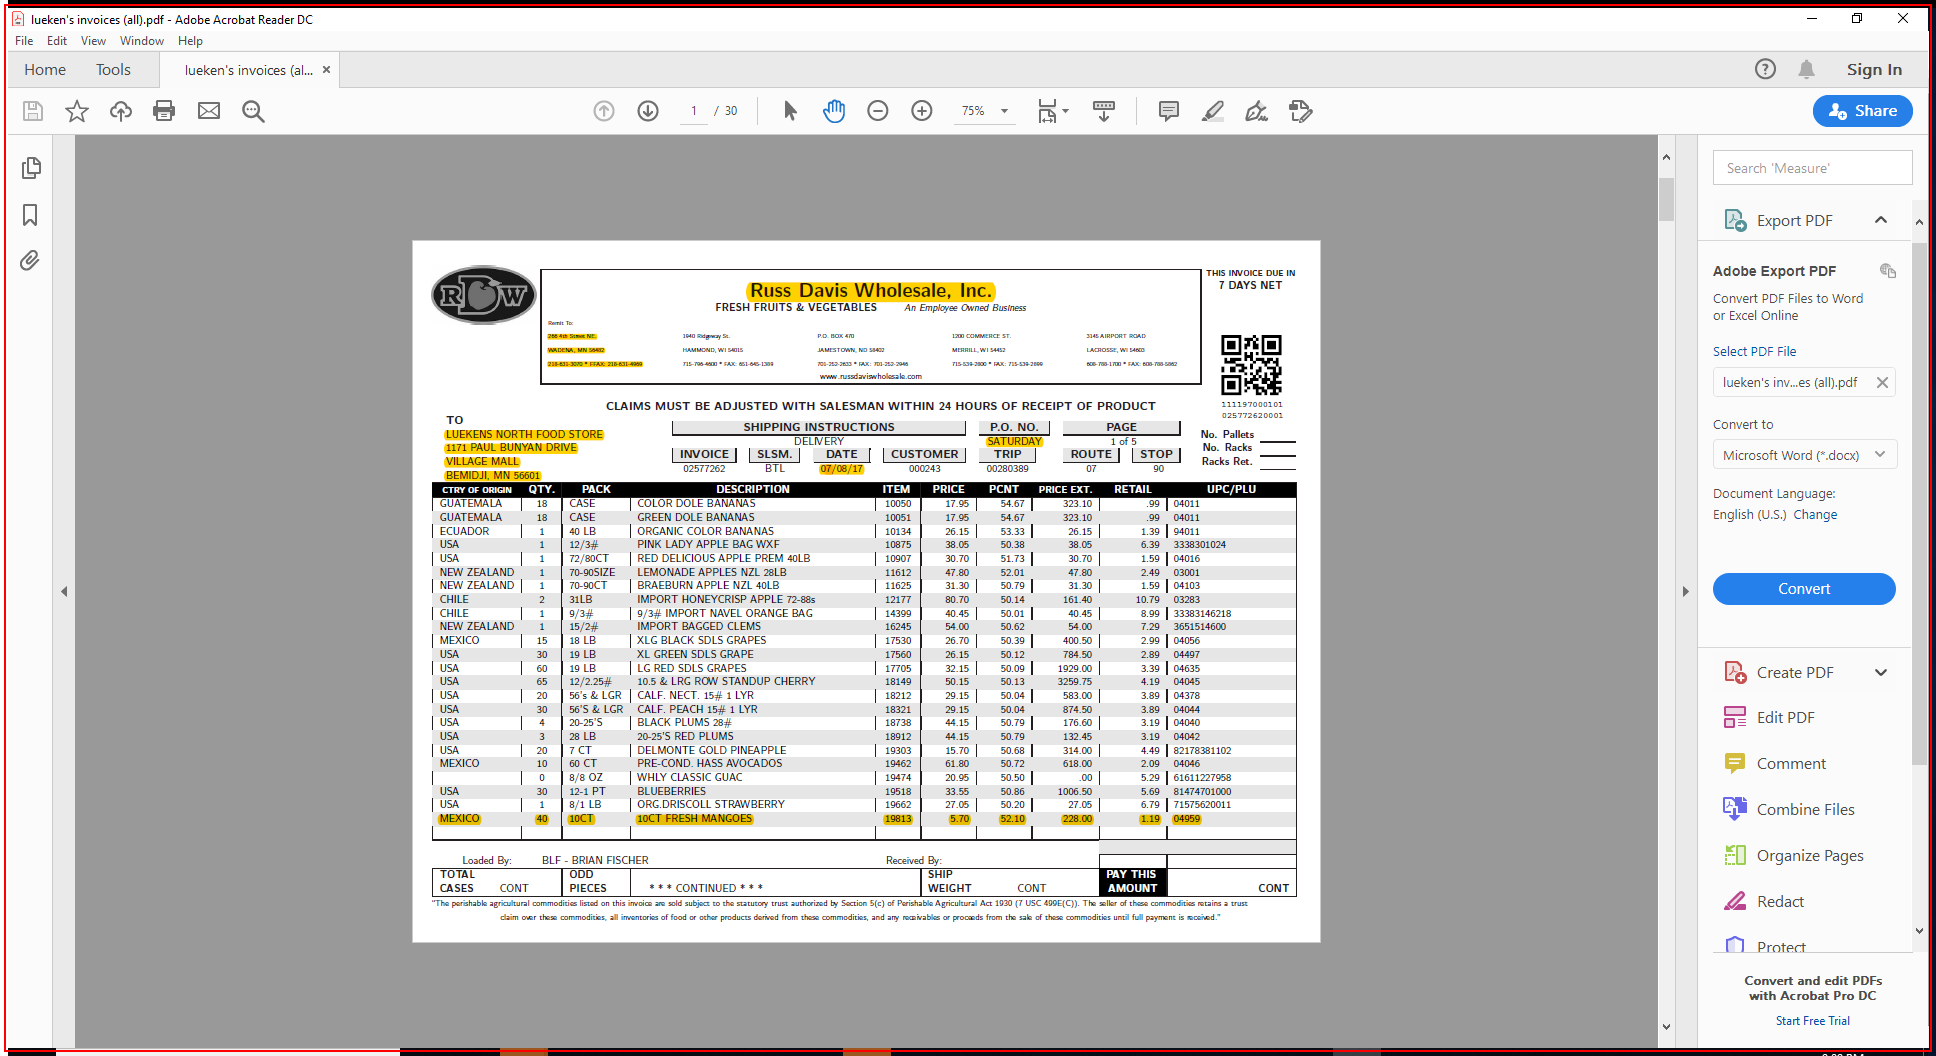 lueken's invoices (all).pdf - Adobe Acrobat Reader DC
File Edit View Window Help
Home Tools lueken's invoices (al... ×
Sign In
1 / 30 75%
Share
Search 'Measure'
Export PDF
Adobe Export PDF
Convert PDF Files to Word
or Excel Online
Select PDF File
lueken's inv...es (all).pdf
Convert to
Microsoft Word (*.docx)
Document Language:
English (U.S.) Change
Convert
Create PDF
Edit PDF
Comment
Combine Files
Organize Pages
Redact
Protect
Convert and edit PDFs
with Acrobat Pro DC
Start Free Trial
RDW
Russ Davis Wholesale, Inc.
FRESH FRUITS & VEGETABLES An Employee Owned Business
THIS INVOICE DUE IN
7 DAYS NET
Remit To:
266 4th Street NE, 1940 Ridgeway St. P.O. BOX 470 1200 COMMERCE ST. 3145 AIRPORT ROAD
WADENA, MN 56482 HAMMOND, WI 54015 JAMESTOWN, ND 58402 MERRILL, WI 54452 LACROSSE, WI 54603
218-631-3070 * FFAX: 218-631-4969 715-796-4600 * FAX: 651-645-1389 701-252-2633 * FAX: 701-252-2946 715-539-2800 * FAX: 715-539-2898 608-788-1700 * FAX: 608-788-5862
www.russdaviswholesale.com
111197000101
025772620001
CLAIMS MUST BE ADJUSTED WITH SALESMAN WITHIN 24 HOURS OF RECEIPT OF PRODUCT
TO
LUEKENS NORTH FOOD STORE
1171 PAUL BUNYAN DRIVE
VILLAGE MALL
BEMIDJI, MN 56601
SHIPPING INSTRUCTIONS P.O. NO. PAGE
DELIVERY SATURDAY 1 of 5
INVOICE SLSM. DATE CUSTOMER TRIP ROUTE STOP
02577262 BTL 07/08/17 000243 00280389 07 90
No. Pallets
No. Racks
Racks Ret.
CTRY OF ORIGIN QTY. PACK DESCRIPTION ITEM PRICE PCNT PRICE EXT. RETAIL UPC/PLU
GUATEMALA 18 CASE COLOR DOLE BANANAS 10050 17.95 54.67 323.10 .99 04011
GUATEMALA 18 CASE GREEN DOLE BANANAS 10051 17.95 54.67 323.10 .99 04011
ECUADOR 1 40 LB ORGANIC COLOR BANANAS 10134 26.15 53.33 26.15 1.39 94011
USA 1 12/3# PINK LADY APPLE BAG WXF 10875 38.05 50.38 38.05 6.39 3338301024
USA 1 72/80CT RED DELICIOUS APPLE PREM 40LB 10907 30.70 51.73 30.70 1.59 04016
NEW ZEALAND 1 70-90SIZE LEMONADE APPLES NZL 28LB 11612 47.80 52.01 47.80 2.49 03001
NEW ZEALAND 1 70-90CT BRAEBURN APPLE NZL 40LB 11625 31.30 50.79 31.30 1.59 04103
CHILE 2 31LB IMPORT HONEYCRISP APPLE 72-88s 12177 80.70 50.14 161.40 10.79 03283
CHILE 1 9/3# 9/3# IMPORT NAVEL ORANGE BAG 14399 40.45 50.01 40.45 8.99 33383146218
NEW ZEALAND 1 15/2# IMPORT BAGGED CLEMS 16245 54.00 50.62 54.00 7.29 3651514600
MEXICO 15 18 LB XLG BLACK SDLS GRAPES 17530 26.70 50.39 400.50 2.99 04056
USA 30 19 LB XL GREEN SDLS GRAPE 17560 26.15 50.12 784.50 2.89 04497
USA 60 19 LB LG RED SDLS GRAPES 17705 32.15 50.09 1929.00 3.39 04635
USA 65 12/2.25# 10.5 & LRG ROW STANDUP CHERRY 18149 50.15 50.13 3259.75 4.19 04045
USA 20 56's & LGR CALF. NECT. 15# 1 LYR 18212 29.15 50.04 583.00 3.89 04378
USA 30 56'S & LGR CALF. PEACH 15# 1 LYR 18321 29.15 50.04 874.50 3.89 04044
USA 4 20-25'S BLACK PLUMS 28# 18738 44.15 50.79 176.60 3.19 04040
USA 3 28 LB 20-25'S RED PLUMS 18912 44.15 50.79 132.45 3.19 04042
USA 20 7 CT DELMONTE GOLD PINEAPPLE 19303 15.70 50.68 314.00 4.49 82178381102
MEXICO 10 60 CT PRE-COND. HASS AVOCADOS 19462 61.80 50.72 618.00 2.09 04046
0 8/8 OZ WHLY CLASSIC GUAC 19474 20.95 50.50 .00 5.29 61611227958
USA 30 12-1 PT BLUEBERRIES 19518 33.55 50.86 1006.50 5.69 81474701000
USA 1 8/1 LB ORG.DRISCOLL STRAWBERRY 19662 27.05 50.20 27.05 6.79 71575620011
MEXICO 40 10CT 10CT FRESH MANGOES 19813 5.70 52.10 228.00 1.19 04959
Loaded By: BLF - BRIAN FISCHER Received By:
TOTAL CASES CONT ODD PIECES * * * CONTINUED * * * SHIP WEIGHT CONT PAY THIS AMOUNT CONT
"The perishable agricultural commodities listed on this invoice are sold subject to the statutory trust authorized by Section 5(c) of Perishable Agricultural Act 1930 (7 USC 499E(C)). The seller of these commodities retains a trust
claim over these commodities, all inventories of food or other products derived from these commodities, and any receivables or proceeds from the sale of these commodities until full payment is received."